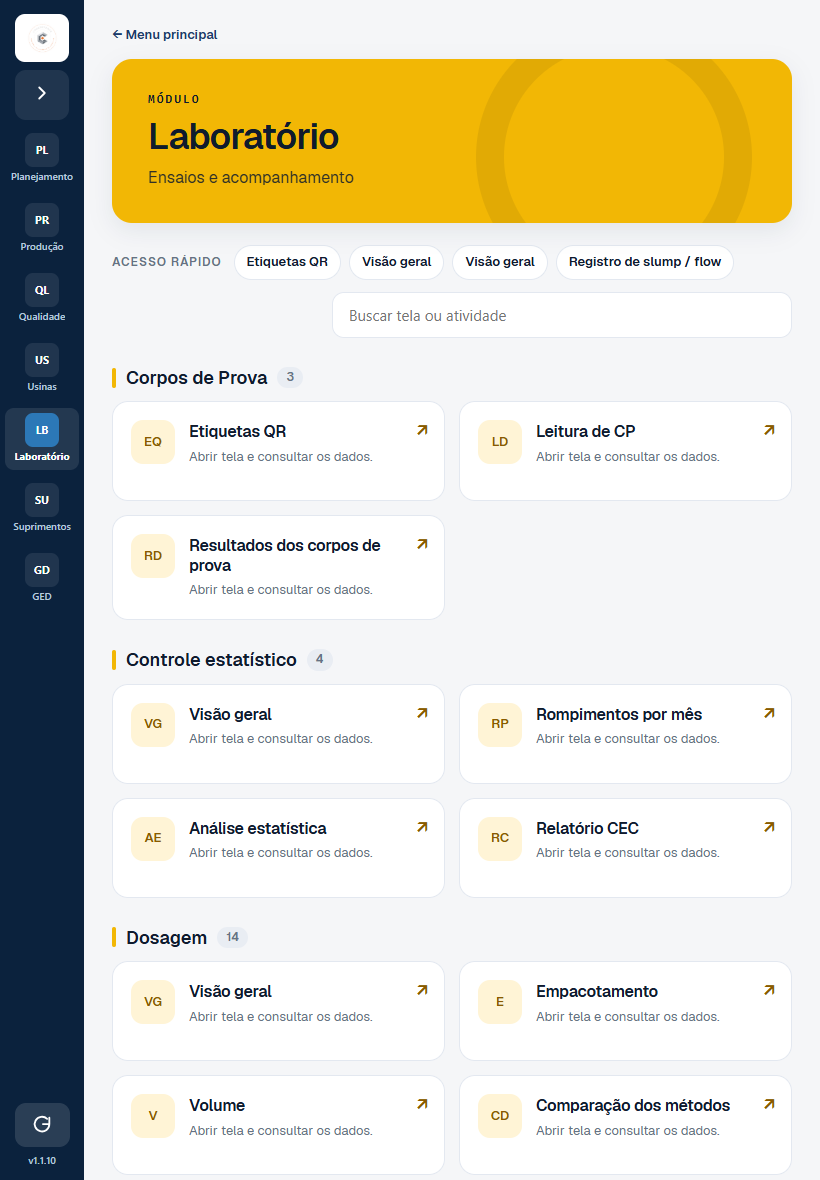 ← Menu principal
MÓDULO
Laboratório
Ensaios e acompanhamento
ACESSO RÁPIDO
Etiquetas QR
Visão geral
Visão geral
Registro de slump / flow
Buscar tela ou atividade
PL
Planejamento
PR
Produção
QL
Qualidade
US
Usinas
LB
Laboratório
SU
Suprimentos
GD
GED
v1.1.10
Corpos de Prova 3
EQ
Etiquetas QR
Abrir tela e consultar os dados.
LD
Leitura de CP
Abrir tela e consultar os dados.
RD
Resultados dos corpos de
prova
Abrir tela e consultar os dados.
Controle estatístico 4
VG
Visão geral
Abrir tela e consultar os dados.
RP
Rompimentos por mês
Abrir tela e consultar os dados.
AE
Análise estatística
Abrir tela e consultar os dados.
RC
Relatório CEC
Abrir tela e consultar os dados.
Dosagem 14
VG
Visão geral
Abrir tela e consultar os dados.
E
Empacotamento
Abrir tela e consultar os dados.
V
Volume
Abrir tela e consultar os dados.
CD
Comparação dos métodos
Abrir tela e consultar os dados.